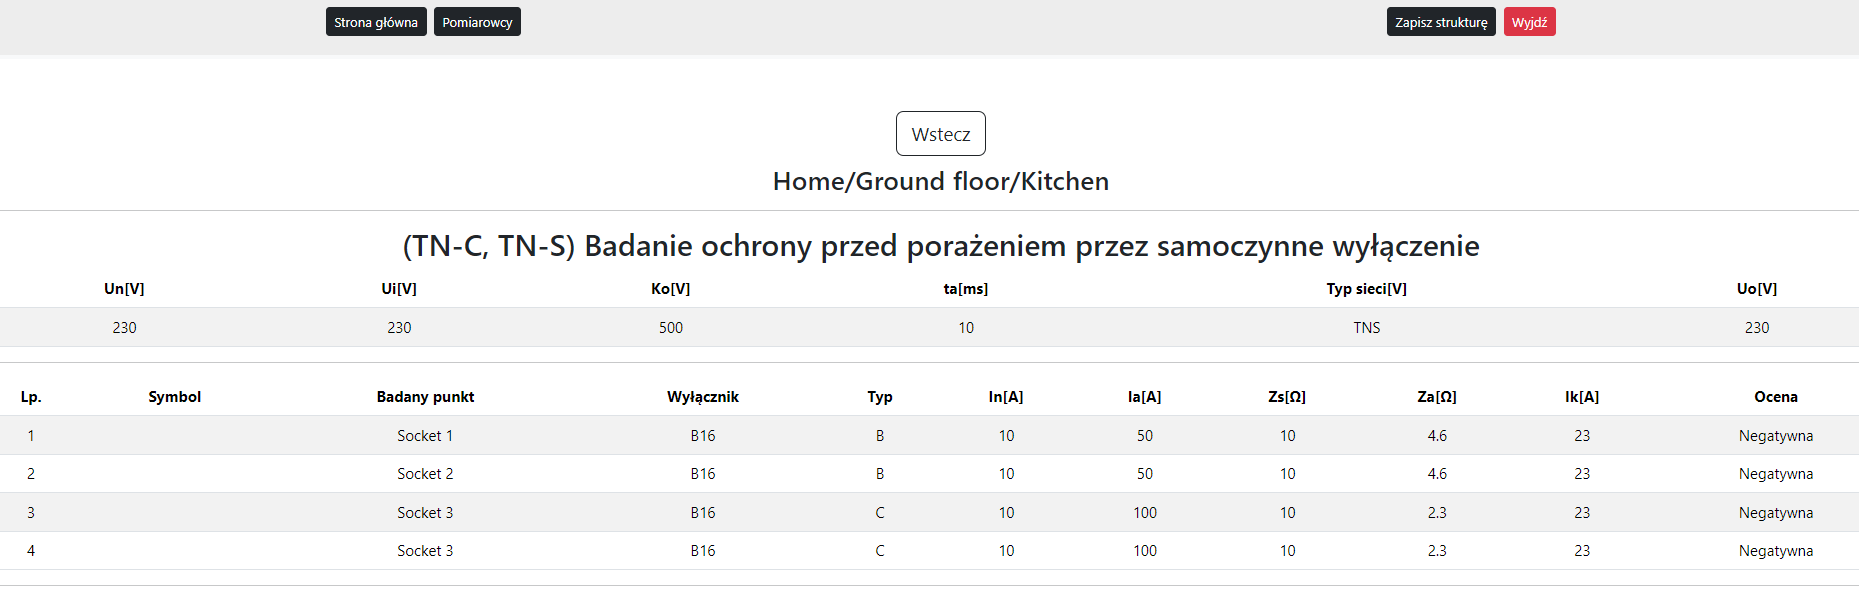 Strona główna Pomiarowcy Zapisz strukturę Wyjdź
Wstecz
Home/Ground floor/Kitchen
(TN-C, TN-S) Badanie ochrony przed porażeniem przez samoczynne wyłączenie
Un[V] Ui[V] Ko[V] ta[ms] Typ sieci[V] Uo[V]
230 230 500 10 TNS 230
Lp. Symbol Badany punkt Wyłącznik Typ In[A] Ia[A] Zs[Ω] Za[Ω] Ik[A] Ocena
1 Socket 1 B16 B 10 50 10 4.6 23 Negatywna
2 Socket 2 B16 B 10 50 10 4.6 23 Negatywna
3 Socket 3 B16 C 10 100 10 2.3 23 Negatywna
4 Socket 3 B16 C 10 100 10 2.3 23 Negatywna